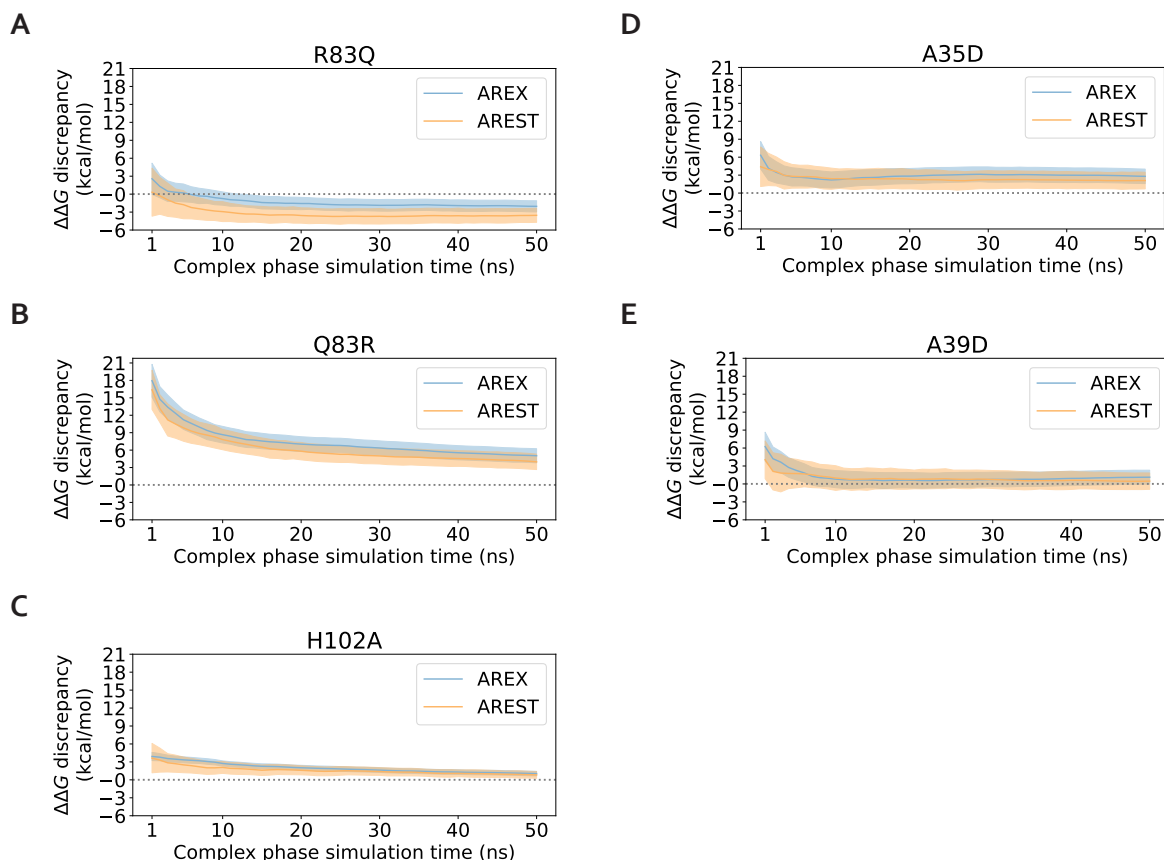 A
R83Q
ΔΔG discrepancy
(kcal/mol)
21
18
15
12
9
6
3
−0
−3
−6
AREX
AREST
1
10
20
30
40
50
Complex phase simulation time (ns)
B
Q83R
ΔΔG discrepancy
(kcal/mol)
21
18
15
12
9
6
3
−0
−3
−6
AREX
AREST
1
10
20
30
40
50
Complex phase simulation time (ns)
C
H102A
ΔΔG discrepancy
(kcal/mol)
21
18
15
12
9
6
3
−0
−3
−6
AREX
AREST
1
10
20
30
40
50
Complex phase simulation time (ns)
D
A35D
ΔΔG discrepancy
(kcal/mol)
21
18
15
12
9
6
3
−0
−3
−6
AREX
AREST
1
10
20
30
40
50
Complex phase simulation time (ns)
E
A39D
ΔΔG discrepancy
(kcal/mol)
21
18
15
12
9
6
3
−0
−3
−6
AREX
AREST
1
10
20
30
40
50
Complex phase simulation time (ns)